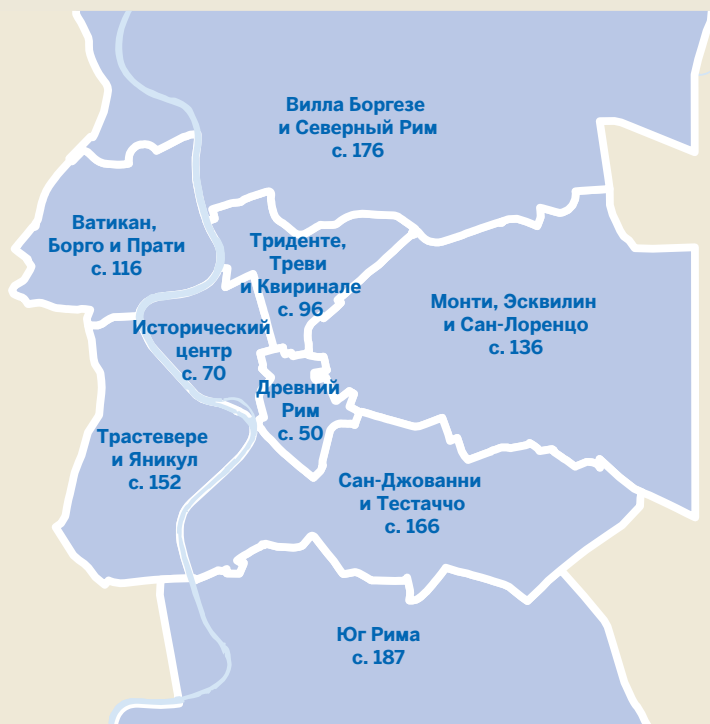 Вилла Боргезе
и Северный Рим
с. 176
Ватикан,
Борго и Прати
с. 116
Триденте,
Треви
и Квиринале
с. 96
Монти, Эсквилин
и Сан-Лоренцо
с. 136
Исторический
центр
с. 70
Древний
Рим
с. 50
Трастевере
и Яникул
с. 152
Сан-Джованни
и Тестаччо
с. 166
Юг Рима
с. 187